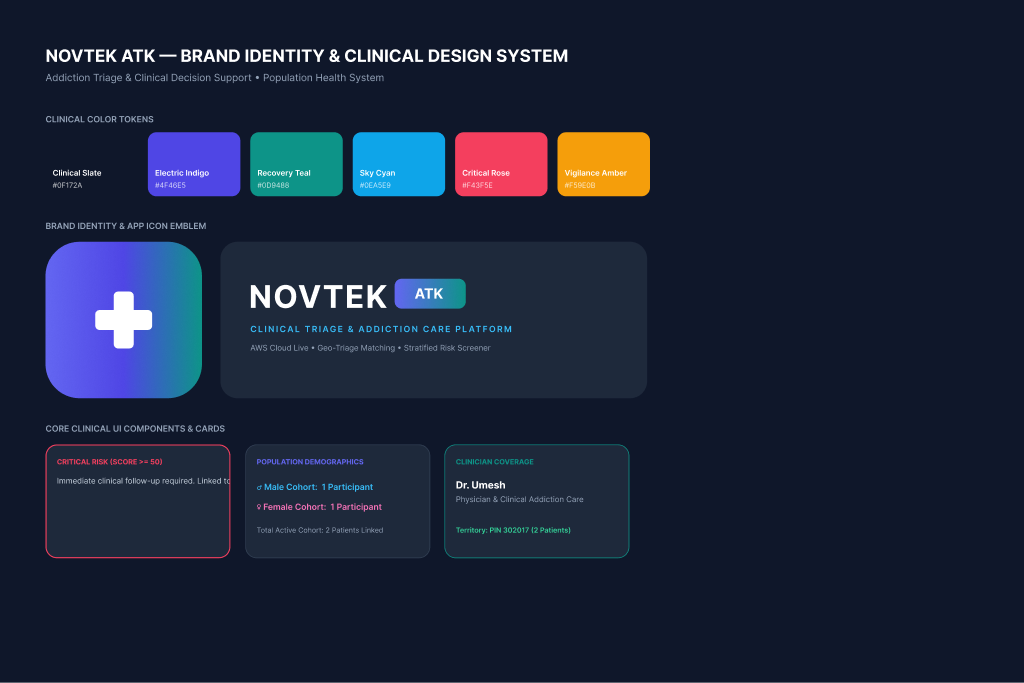 NOVTEK ATK — BRAND IDENTITY & CLINICAL DESIGN SYSTEM
Addiction Triage & Clinical Decision Support • Population Health System
CLINICAL COLOR TOKENS
Clinical Slate
#0F172A
Electric Indigo
#4F46E5
Recovery Teal
#0D9488
Sky Cyan
#0EA5E9
Critical Rose
#F43F5E
Vigilance Amber
#F59E0B
BRAND IDENTITY & APP ICON EMBLEM
NOVTEK ATK
CLINICAL TRIAGE & ADDICTION CARE PLATFORM
AWS Cloud Live • Geo-Triage Matching • Stratified Risk Screener
CORE CLINICAL UI COMPONENTS & CARDS
CRITICAL RISK (SCORE >= 50)
Immediate clinical follow-up required. Linked to
POPULATION DEMOGRAPHICS
♂ Male Cohort: 1 Participant
♀ Female Cohort: 1 Participant
Total Active Cohort: 2 Patients Linked
CLINICIAN COVERAGE
Dr. Umesh
Physician & Clinical Addiction Care
Territory: PIN 302017 (2 Patients)